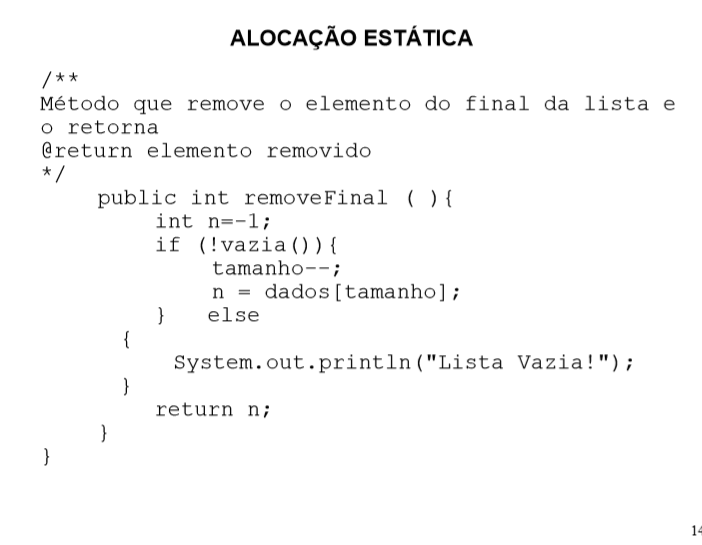 ALOCAÇÃO ESTÁTICA
/**
Método que remove o elemento do final da lista e
o retorna
@return elemento removido
*/
public int removeFinal ( ){
int n=-1;
if (!vazia()){
tamanho--;
n = dados[tamanho];
} else
{
System.out.println("Lista Vazia!");
}
return n;
}
}
14